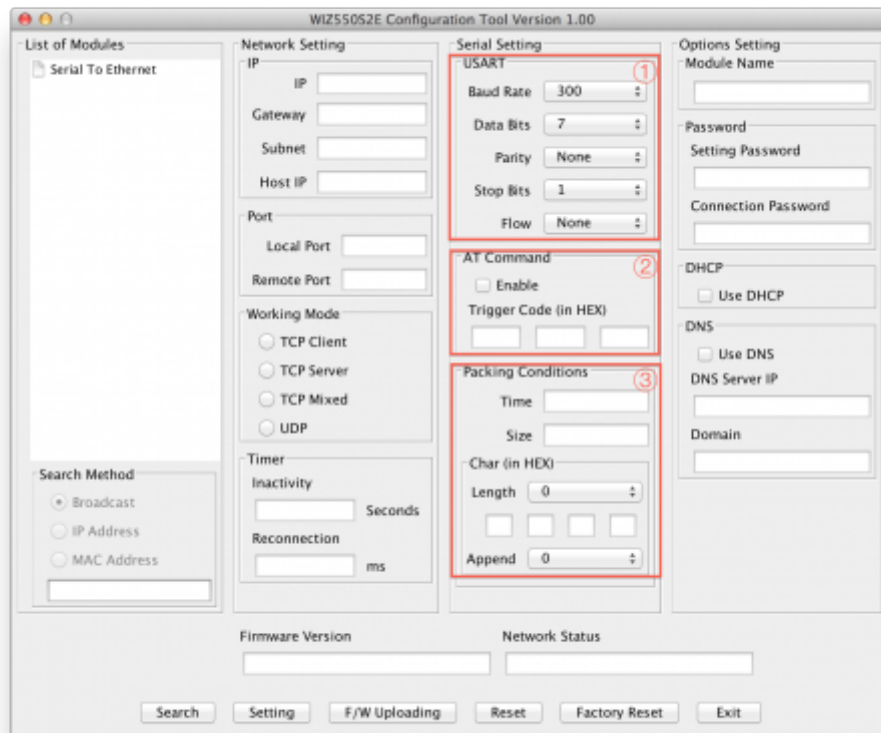 WIZ550S2E Configuration Tool Version 1.00
List of Modules
Serial To Ethernet
Search Method
Broadcast
IP Address
MAC Address
Network Setting
IP
IP
Gateway
Subnet
Host IP
Port
Local Port
Remote Port
Working Mode
TCP Client
TCP Server
TCP Mixed
UDP
Timer
Inactivity
Seconds
Reconnection
ms
Serial Setting
USART ①
Baud Rate 300
Data Bits 7
Parity None
Stop Bits 1
Flow None
AT Command ②
Enable
Trigger Code (in HEX)
Packing Conditions ③
Time
Size
Char (in HEX)
Length 0
Append 0
Options Setting
Module Name
Password
Setting Password
Connection Password
DHCP
Use DHCP
DNS
Use DNS
DNS Server IP
Domain
Firmware Version
Network Status
Search Setting F/W Uploading Reset Factory Reset Exit